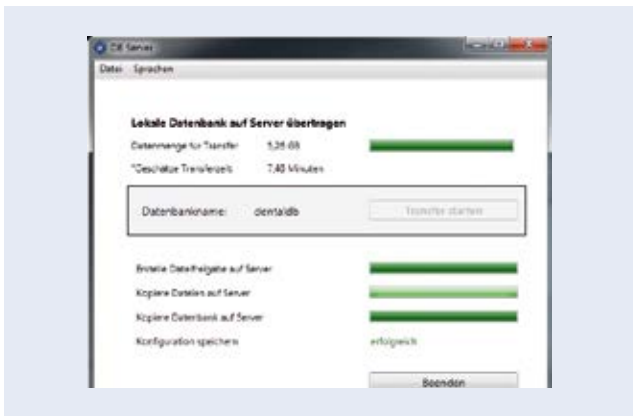 DB Server
Datei Sprachen
Lokale Datenbank auf Server übertragen
Datenmenge für Transfer 5,26 GB
*Geschätze Transferzeit: 7,48 Minuten
Datenbankname: dentaldb Transfer starten
Erstelle Dateifreigabe auf Server
Kopiere Dateien auf Server
Kopiere Datenbank auf Server
Konfiguration speichern erfolgreich
Beenden